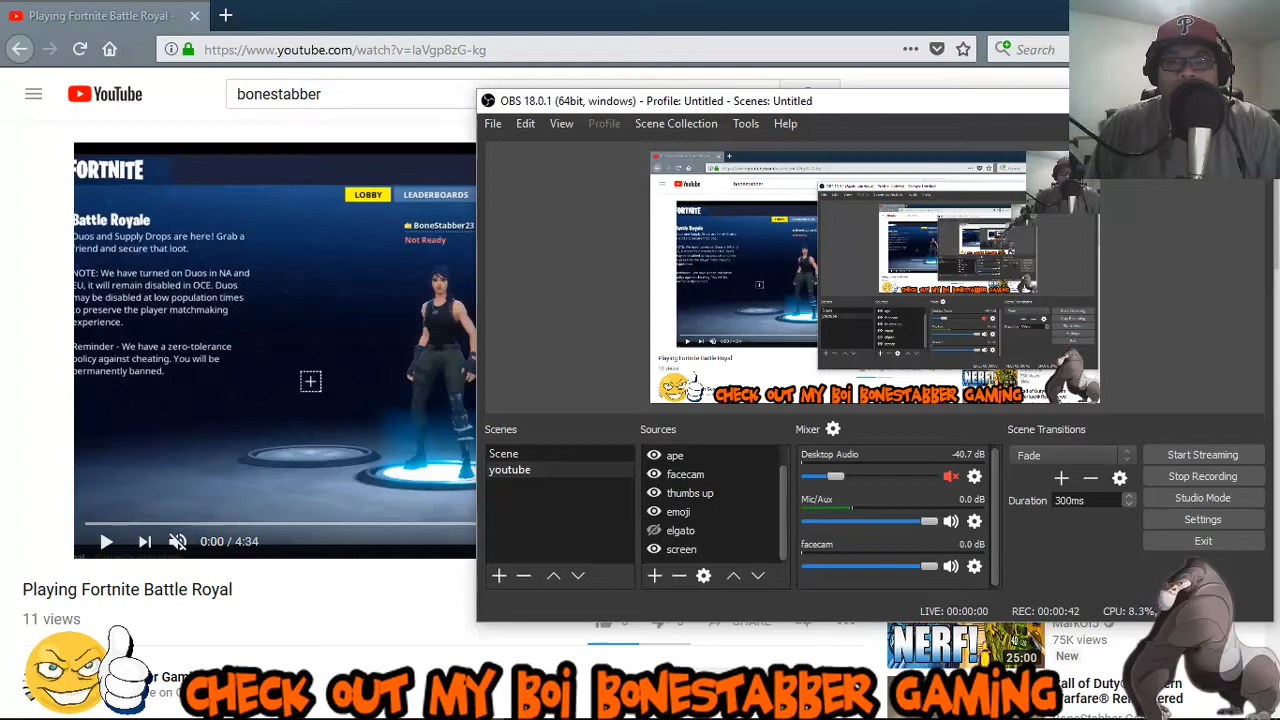 Playing Fortnite Battle Royal -
https://www.youtube.com/watch?v=IaVgp8zG-kg
Search
YouTube
bonestabber
OBS 18.0.1 (64bit, windows) - Profile: Untitled - Scenes: Untitled
File Edit View Profile Scene Collection Tools Help
FORTNITE
LOBBY LEADERBOARDS
Battle Royale
Duos and Supply Drops are here! Grab a
friend and secure that loot.
BoneStabber23
Not Ready
NOTE: We have turned on Duos in NA and
EU, it will remain disabled in OCE. Duos
may be disabled at low population times
to preserve the player matchmaking
experience.
Reminder - We have a zero-tolerance
policy against cheating. You will be
permanently banned.
0:00 / 4:34
Playing Fortnite Battle Royal
11 views
CHECK OUT MY BOI BONESTABBER GAMING
Scenes
Scene
youtube
Sources
ape
facecam
thumbs up
emoji
elgato
screen
Mixer
Desktop Audio -40.7 dB
Mic/Aux 0.0 dB
facecam 0.0 dB
Scene Transitions
Fade
Duration 300ms
Start Streaming
Stop Recording
Studio Mode
Settings
Exit
LIVE: 00:00:00 REC: 00:00:42 CPU: 8.3%,
NERF!
25:00
75K views
New
CHECK OUT MY BOI BONESTABBER GAMING